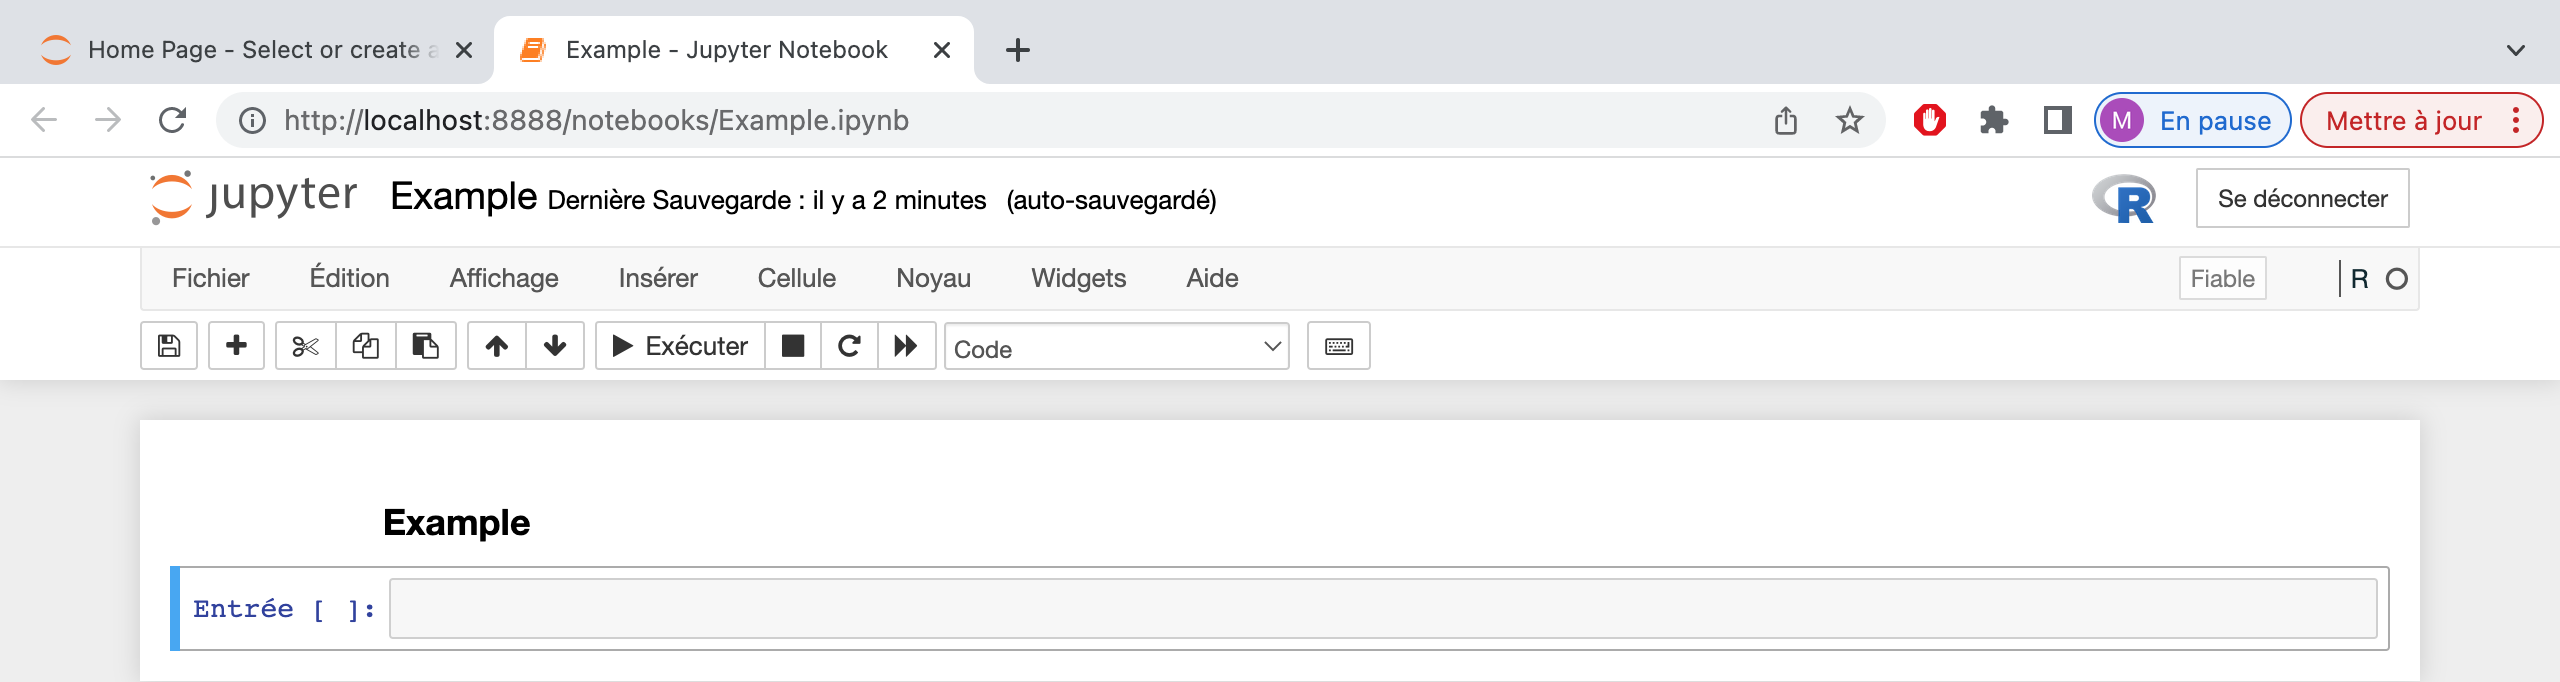 Home Page - Select or create a
Example - Jupyter Notebook
http://localhost:8888/notebooks/Example.ipynb
M En pause
Mettre à jour
jupyter Example Dernière Sauvegarde : il y a 2 minutes (auto-sauvegardé)
R
Se déconnecter
Fichier Édition Affichage Insérer Cellule Noyau Widgets Aide
Fiable
R
Exécuter
Code
Example
Entrée [ ]: